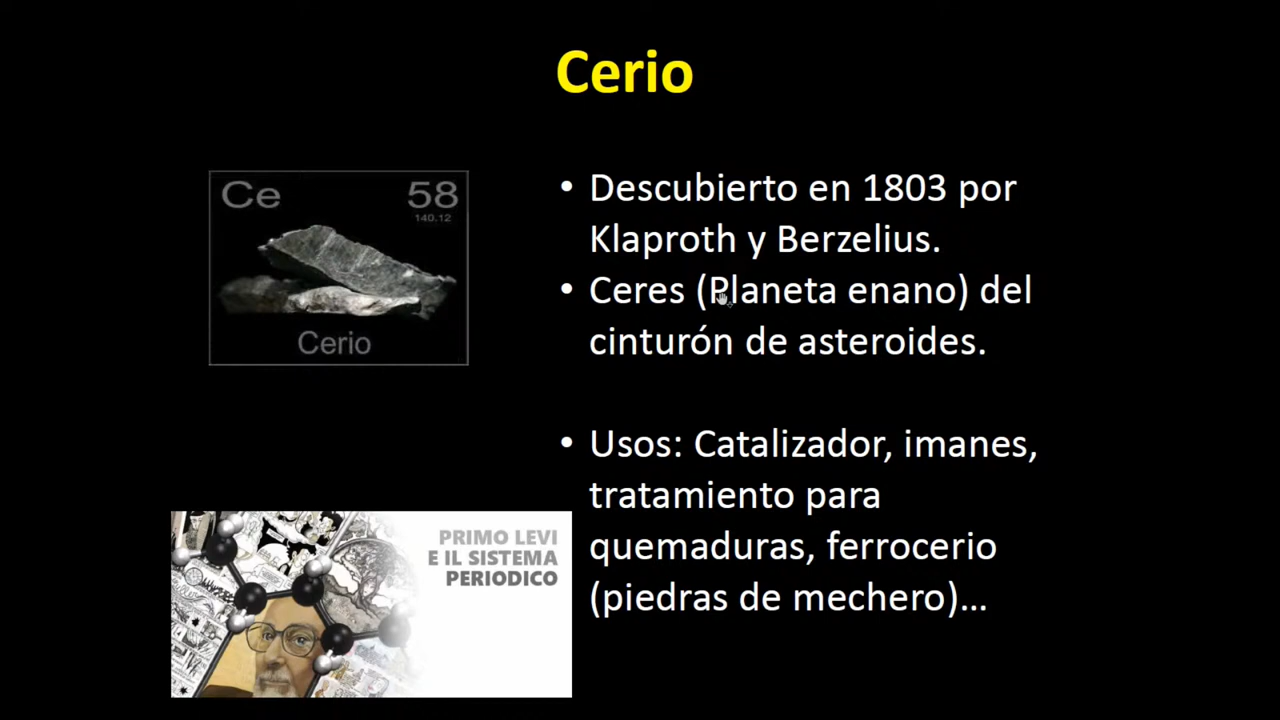 Cerio
Ce
58
140.12
Cerio
• Descubierto en 1803 por
Klaproth y Berzelius.
• Ceres (Planeta enano) del
cinturón de asteroides.
• Usos: Catalizador, imanes,
tratamiento para
quemaduras, ferrocerio
(piedras de mechero)…
PRIMO LEVI
E IL SISTEMA
PERIODICO